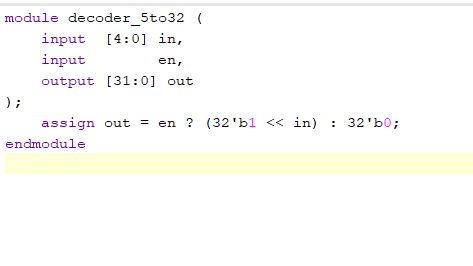 module decoder_5to32 (
    input  [4:0] in,
    input        en,
    output [31:0] out
);
    assign out = en ? (32'b1 << in) : 32'b0;
endmodule